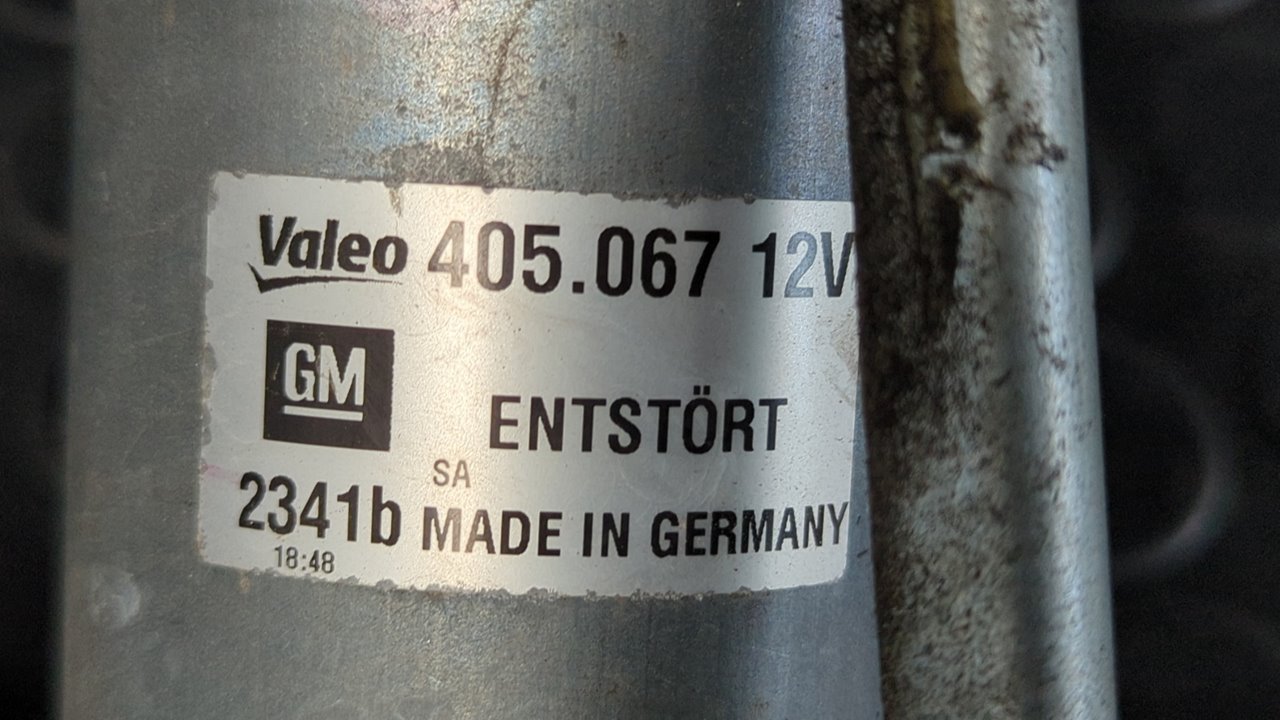 Valeo 405.067 12V
GM
ENTSTÖRT
SA
2341b MADE IN GERMANY
18:48